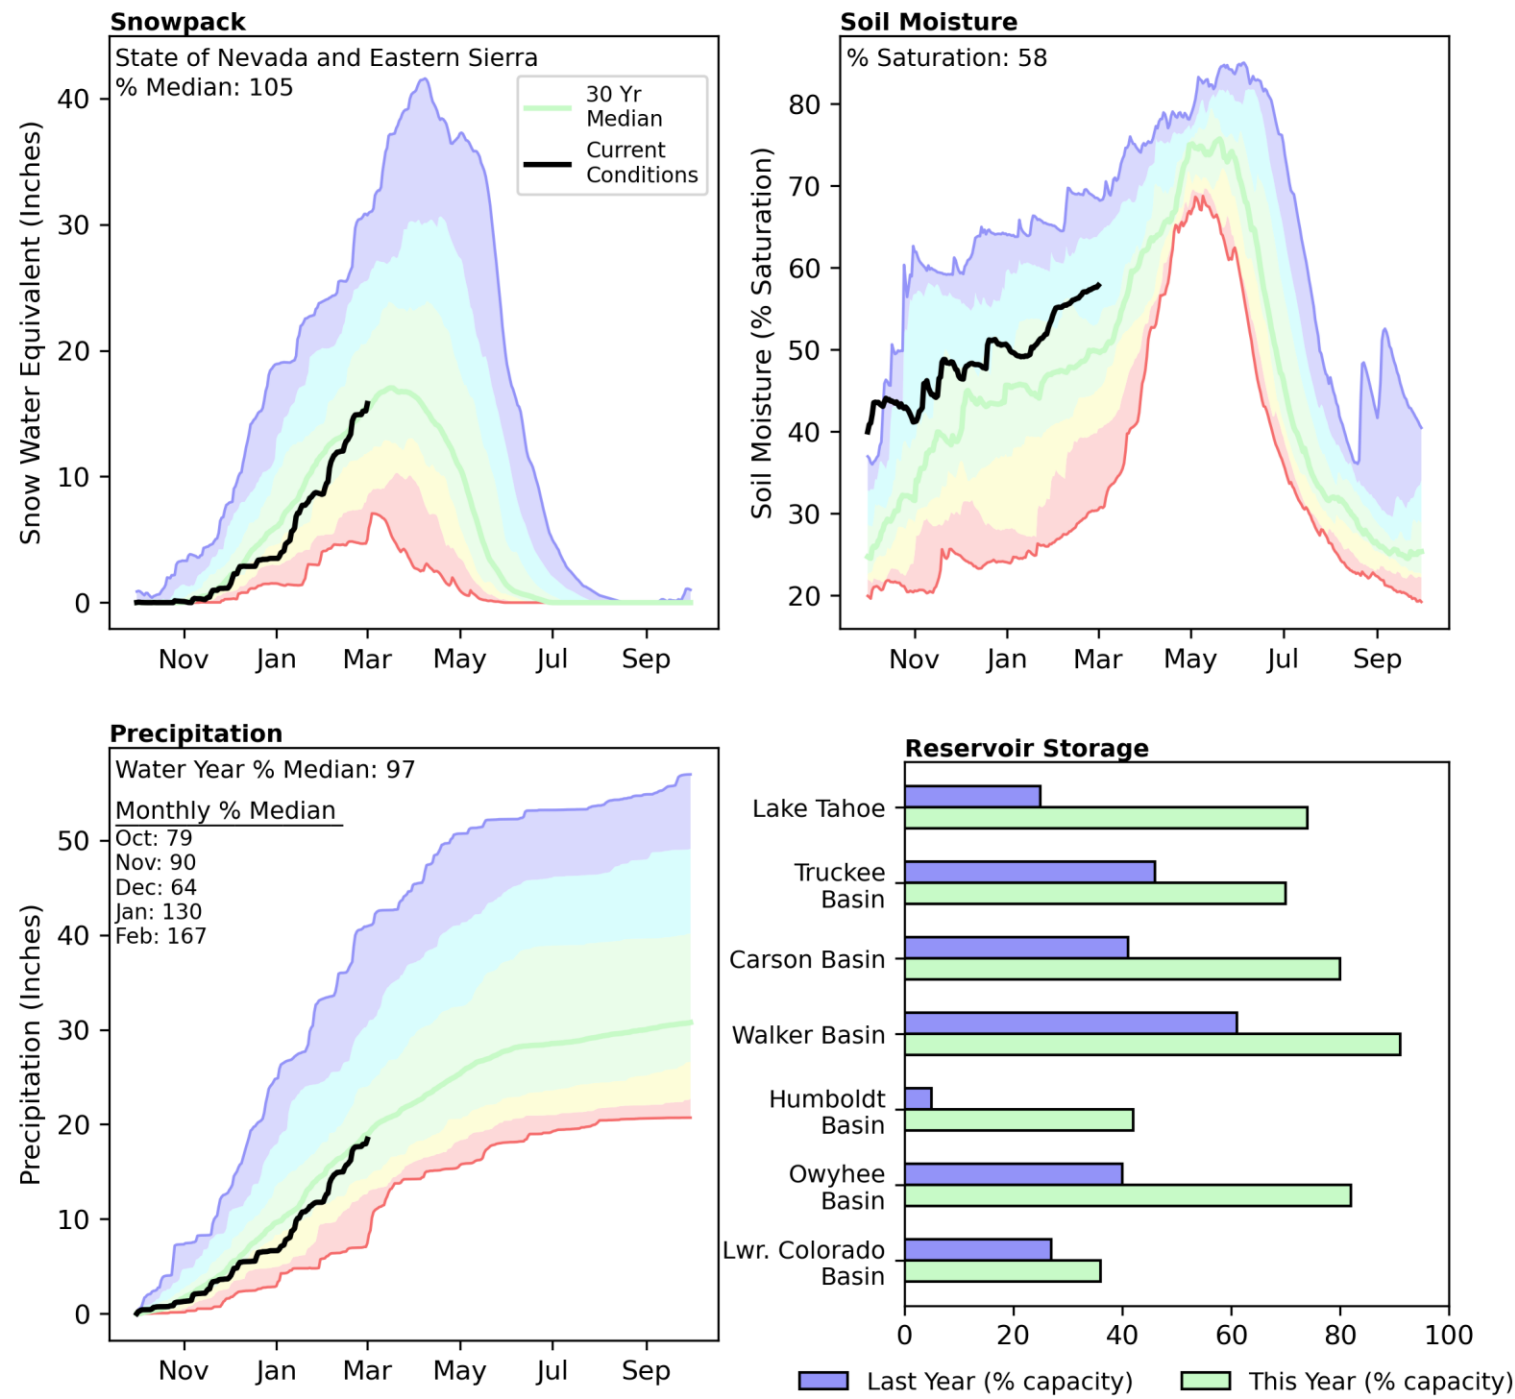 Snowpack
State of Nevada and Eastern Sierra
% Median: 105
30 Yr
Median
Current
Conditions
Snow Water Equivalent (Inches)
40
30
20
10
0
Nov Jan Mar May Jul Sep
Soil Moisture
% Saturation: 58
Soil Moisture (% Saturation)
80
70
60
50
40
30
20
Nov Jan Mar May Jul Sep
Precipitation
Water Year % Median: 97
Monthly % Median
Oct: 79
Nov: 90
Dec: 64
Jan: 130
Feb: 167
Precipitation (Inches)
50
40
30
20
10
0
Nov Jan Mar May Jul Sep
Reservoir Storage
Lake Tahoe
Truckee
Basin
Carson Basin
Walker Basin
Humboldt
Basin
Owyhee
Basin
Lwr. Colorado
Basin
0 20 40 60 80 100
Last Year (% capacity) This Year (% capacity)